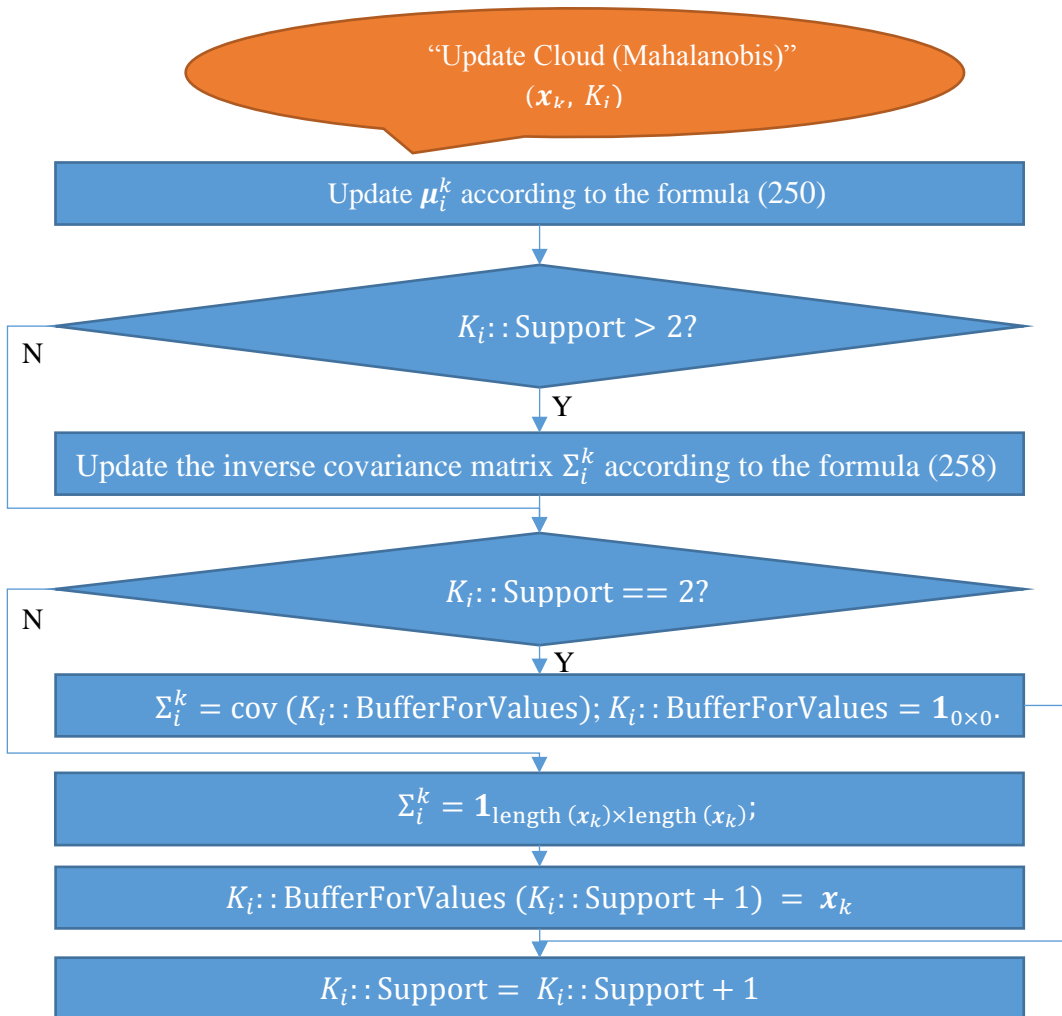 “Update Cloud (Mahalanobis)”
(𝒙ₖ, Kᵢ)
Update 𝝁ᵢᵏ according to the formula (250)
Kᵢ∷Support > 2?
N
Y
Update the inverse covariance matrix Σᵢᵏ according to the formula (258)
Kᵢ∷Support == 2?
N
Y
Σᵢᵏ = cov (Kᵢ∷BufferForValues); Kᵢ∷BufferForValues = 𝟏₀ₓ₀.
Σᵢᵏ = 𝟏_length (𝒙ₖ)×length (𝒙ₖ);
Kᵢ∷BufferForValues (Kᵢ∷Support + 1) = 𝒙ₖ
Kᵢ∷Support = Kᵢ∷Support + 1